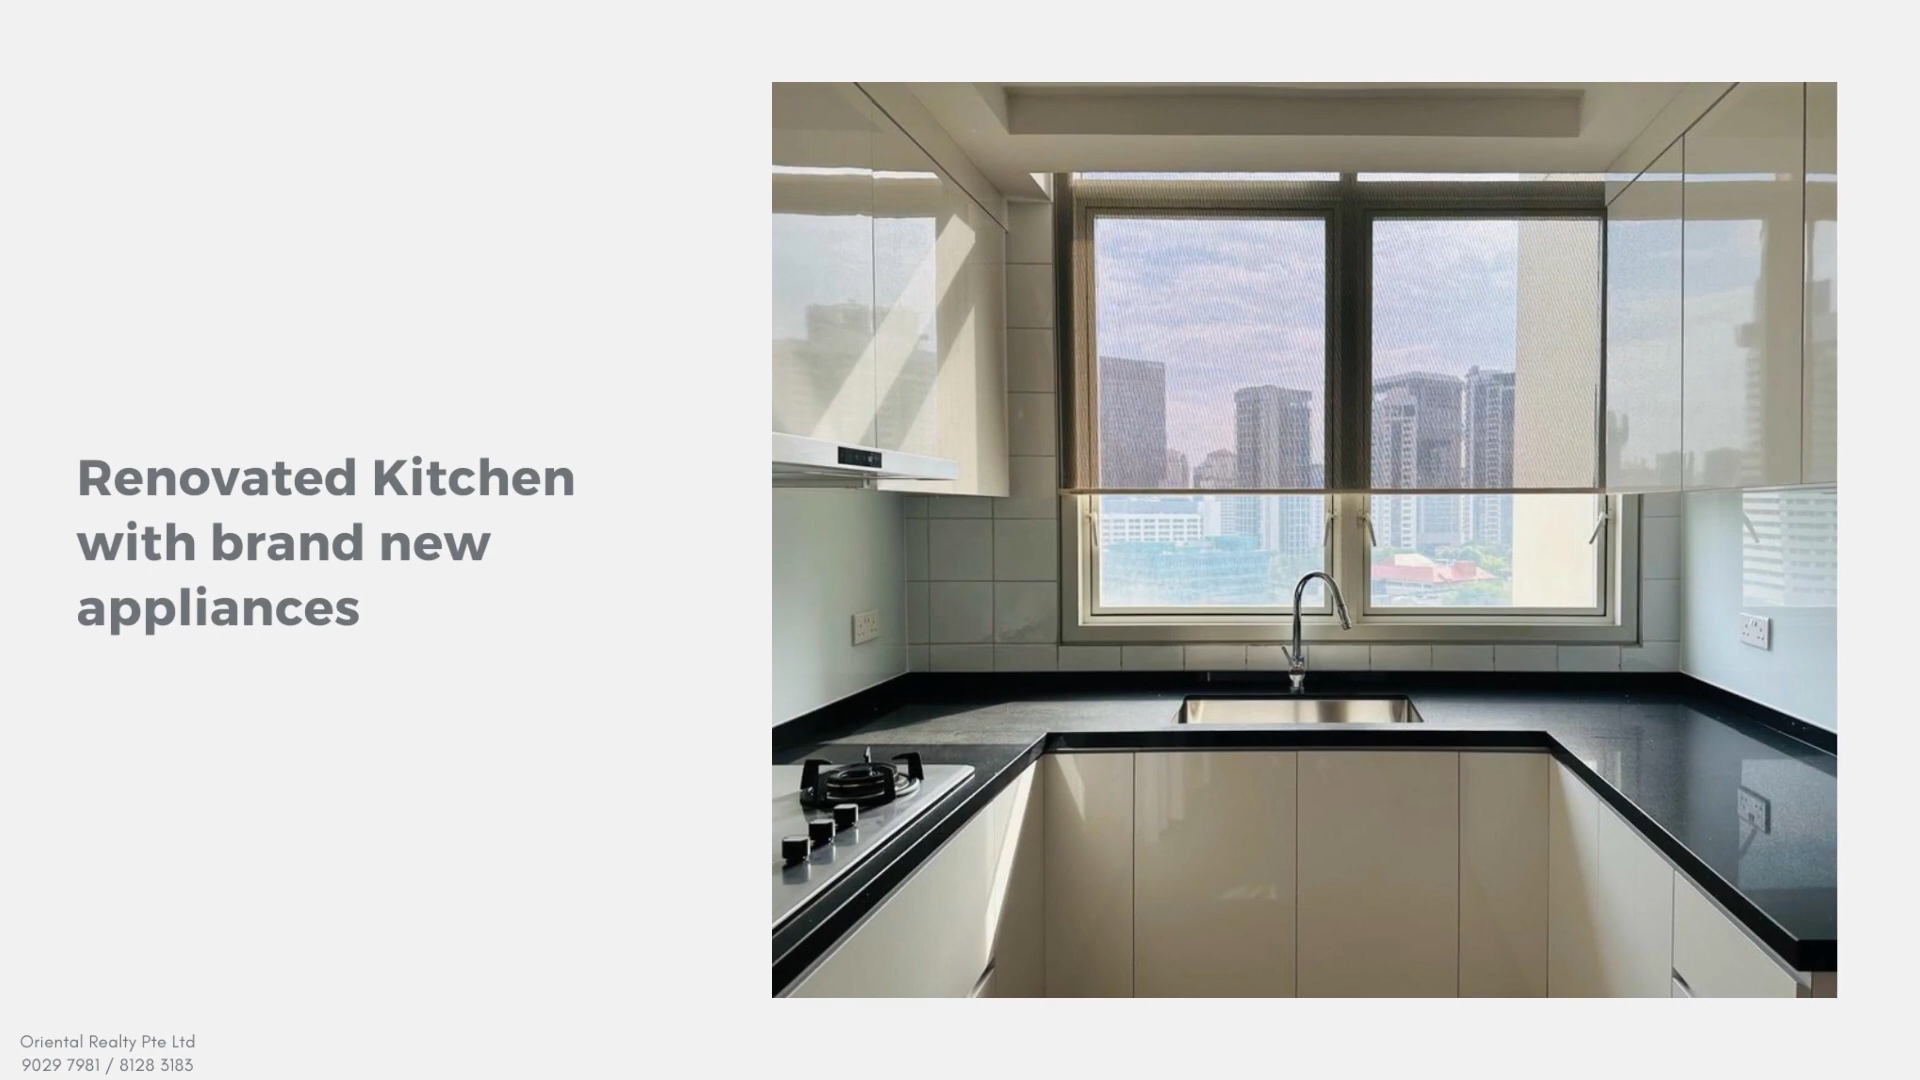 Renovated Kitchen
with brand new
appliances
Oriental Realty Pte Ltd
9029 7981 / 8128 3183